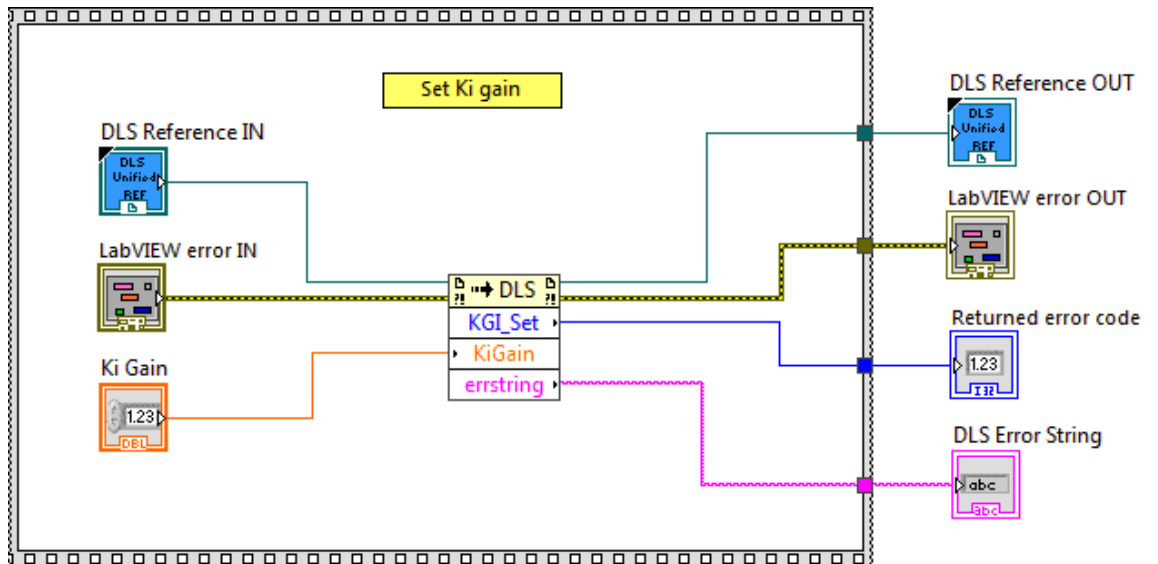 Set Ki gain
DLS Reference IN
DLS
Unified
REF
LabVIEW error IN
?!
DLS
?!
KGI_Set
KiGain
errstring
Ki Gain
1.23
DBL
DLS Reference OUT
DLS
Unified
REF
LabVIEW error OUT
Returned error code
1.23
I32
DLS Error String
abc
abc